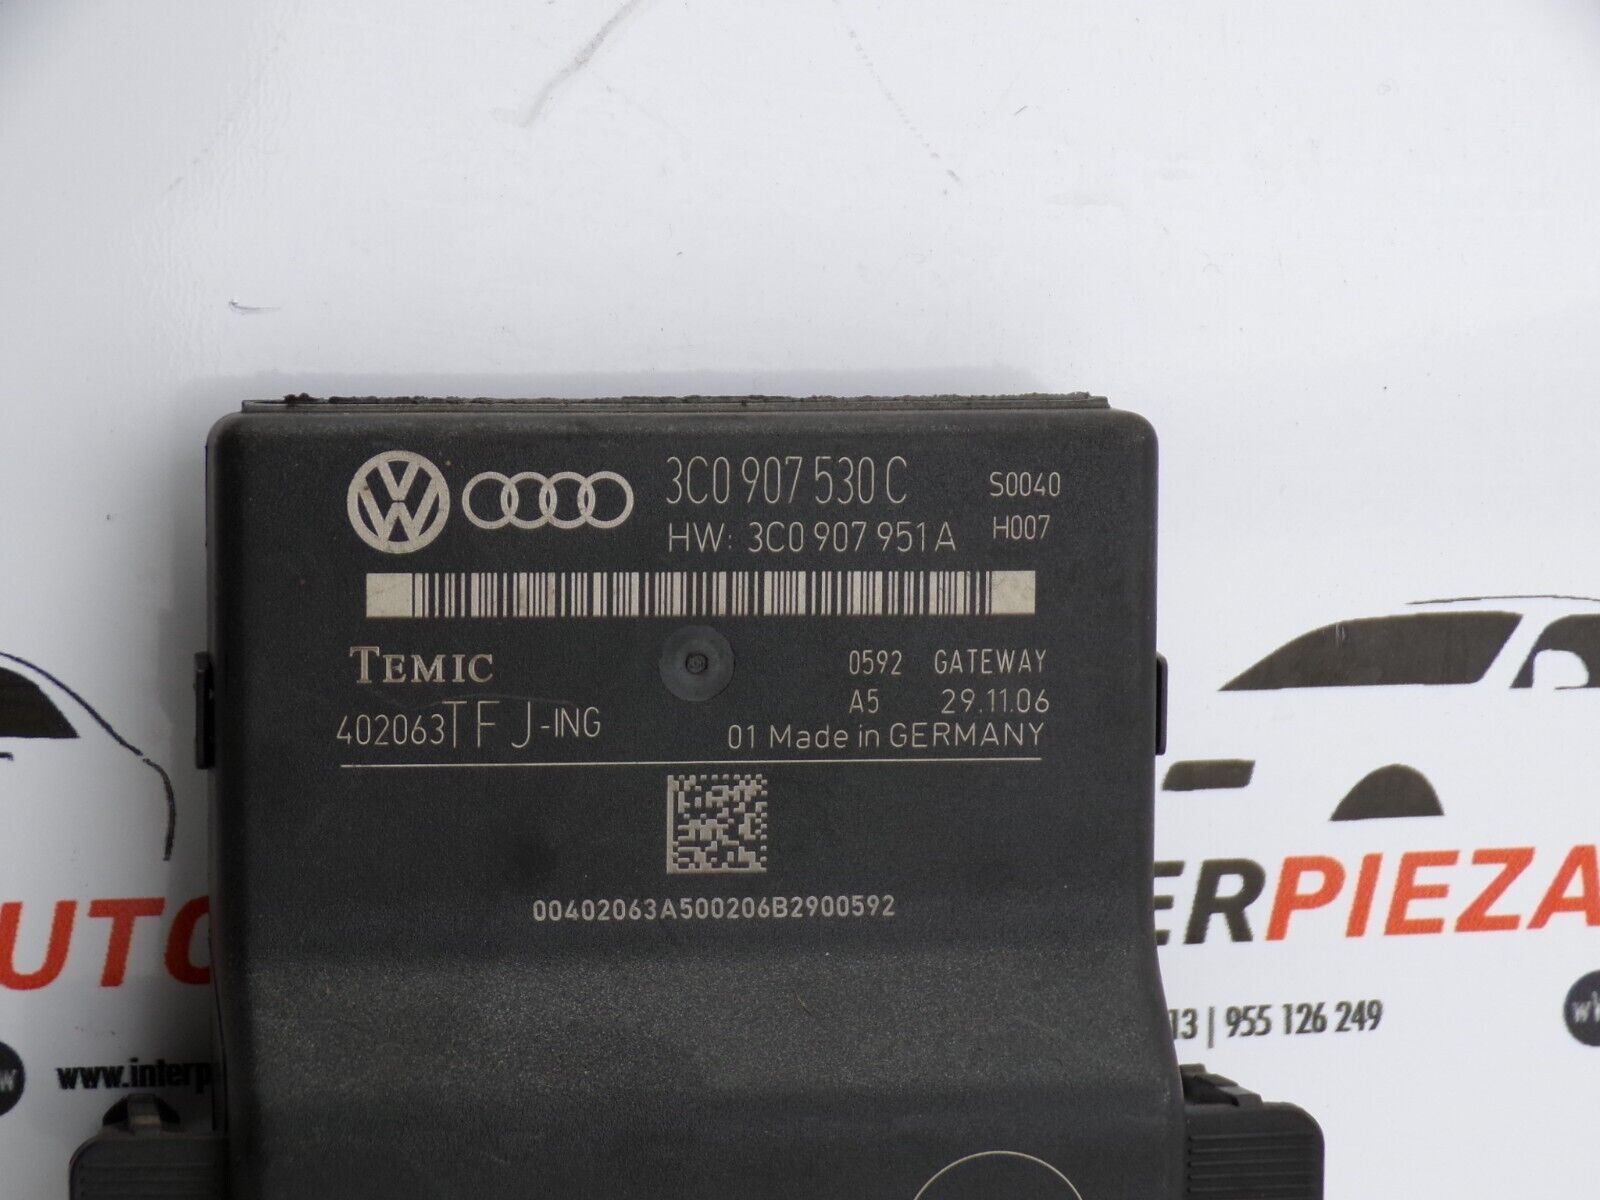 3C0 907 530 C
S0040
HW: 3C0 907 951 A
H007
TEMIC
0592 GATEWAY
A5 29.11.06
402063TFJ-ING
01 Made in GERMANY
00402063A500206B2900592
UTO
ERPIEZA
13 | 955 126 249
www.interp